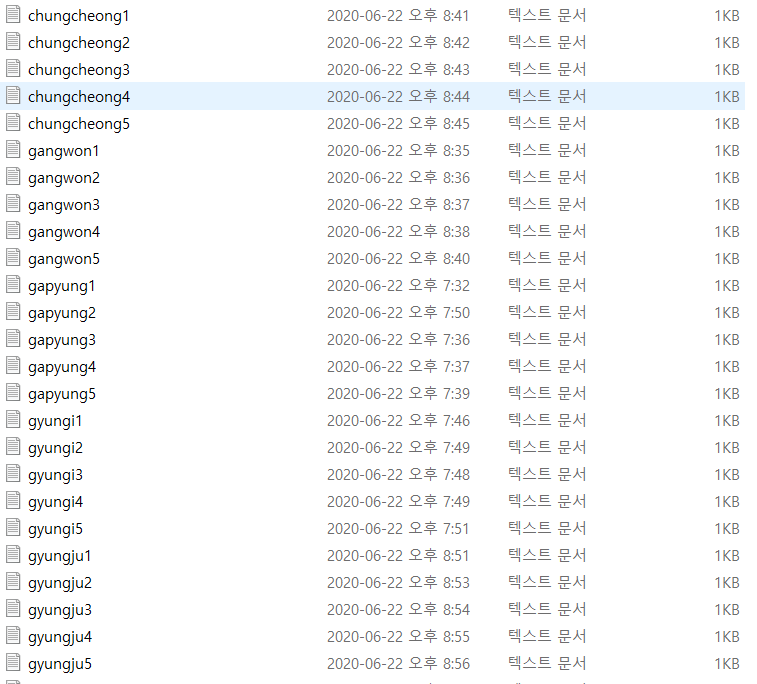 chungcheong1 2020-06-22 오후 8:41 텍스트 문서 1KB
chungcheong2 2020-06-22 오후 8:42 텍스트 문서 1KB
chungcheong3 2020-06-22 오후 8:43 텍스트 문서 1KB
chungcheong4 2020-06-22 오후 8:44 텍스트 문서 1KB
chungcheong5 2020-06-22 오후 8:45 텍스트 문서 1KB
gangwon1 2020-06-22 오후 8:35 텍스트 문서 1KB
gangwon2 2020-06-22 오후 8:36 텍스트 문서 1KB
gangwon3 2020-06-22 오후 8:37 텍스트 문서 1KB
gangwon4 2020-06-22 오후 8:38 텍스트 문서 1KB
gangwon5 2020-06-22 오후 8:40 텍스트 문서 1KB
gapyung1 2020-06-22 오후 7:32 텍스트 문서 1KB
gapyung2 2020-06-22 오후 7:50 텍스트 문서 1KB
gapyung3 2020-06-22 오후 7:36 텍스트 문서 1KB
gapyung4 2020-06-22 오후 7:37 텍스트 문서 1KB
gapyung5 2020-06-22 오후 7:39 텍스트 문서 1KB
gyungi1 2020-06-22 오후 7:46 텍스트 문서 1KB
gyungi2 2020-06-22 오후 7:49 텍스트 문서 1KB
gyungi3 2020-06-22 오후 7:48 텍스트 문서 1KB
gyungi4 2020-06-22 오후 7:49 텍스트 문서 1KB
gyungi5 2020-06-22 오후 7:51 텍스트 문서 1KB
gyungju1 2020-06-22 오후 8:51 텍스트 문서 1KB
gyungju2 2020-06-22 오후 8:53 텍스트 문서 1KB
gyungju3 2020-06-22 오후 8:54 텍스트 문서 1KB
gyungju4 2020-06-22 오후 8:55 텍스트 문서 1KB
gyungju5 2020-06-22 오후 8:56 텍스트 문서 1KB